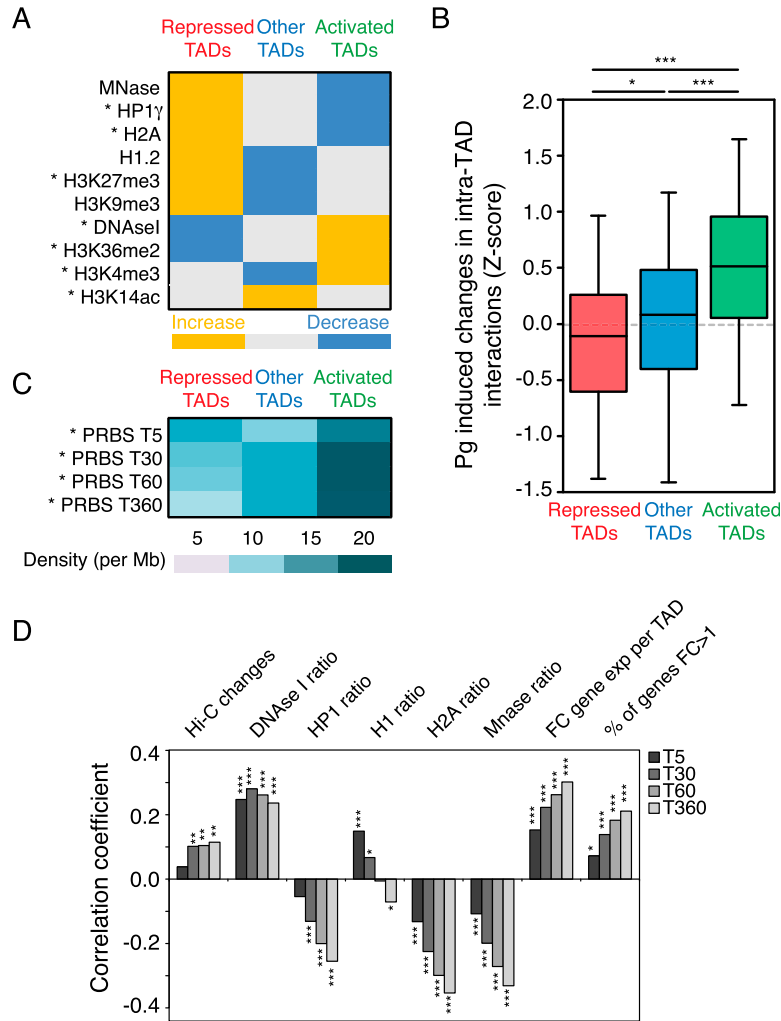 A
Repressed TADs
Other TADs
Activated TADs
MNase
* HP1γ
* H2A
H1.2
* H3K27me3
H3K9me3
* DNAseI
* H3K36me2
* H3K4me3
* H3K14ac
Increase
Decrease
B
***
* ***
Pg induced changes in intra-TAD interactions (Z-score)
2.0
1.5
1.0
0.5
0.0
-0.5
-1.0
-1.5
Repressed TADs
Other TADs
Activated TADs
C
Repressed TADs
Other TADs
Activated TADs
* PRBS T5
* PRBS T30
* PRBS T60
* PRBS T360
5 10 15 20
Density (per Mb)
D
Hi-C changes
DNAse I ratio
HP1 ratio
H1 ratio
H2A ratio
Mnase ratio
FC gene exp per TAD
% of genes FC>1
Correlation coefficient
0.4
0.2
0.0
-0.2
-0.4
** ** **
*** *** *** ***
*** *** ***
*** * *
*** *** *** ***
*** *** *** ***
*** *** *** ***
* *** *** ***
T5
T30
T60
T360